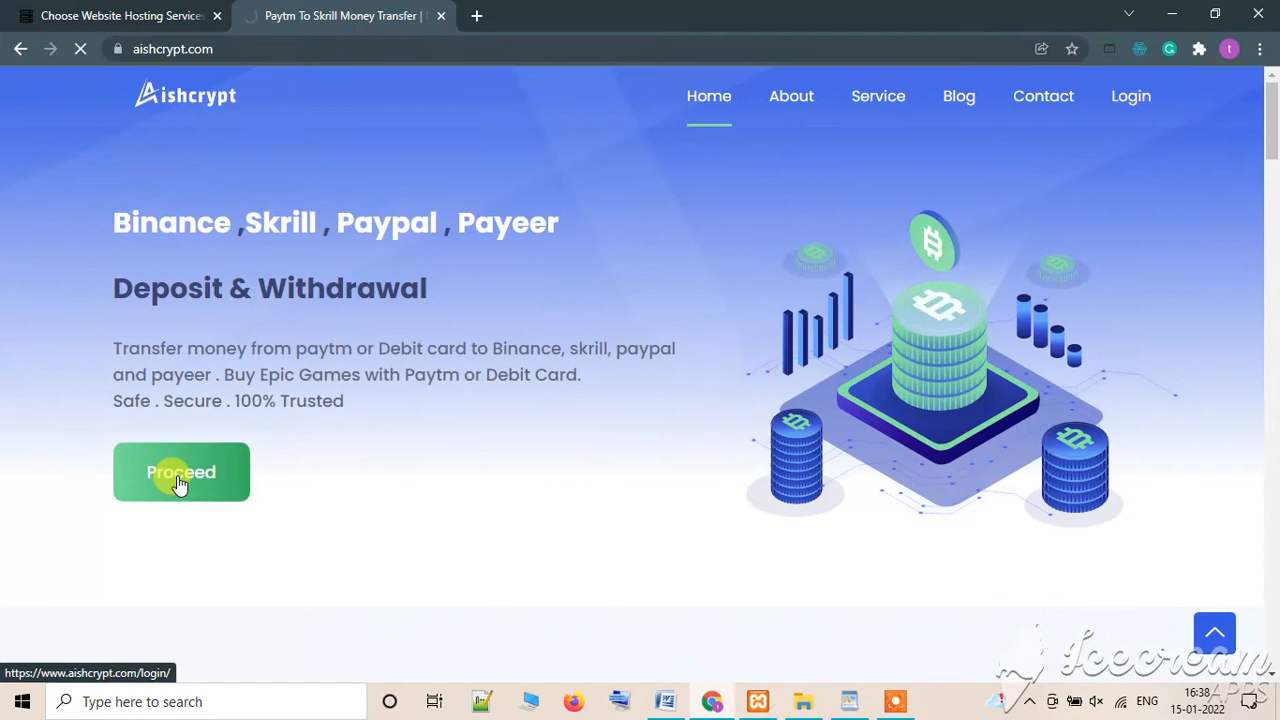 Choose Website Hosting Services
Paytm To Skrill Money Transfer |
aishcrypt.com
t
Aishcrypt
Home
About
Service
Blog
Contact
Login
Binance ,Skrill , Paypal , Payeer
Deposit & Withdrawal
Transfer money from paytm or Debit card to Binance, skrill, paypal
and payeer . Buy Epic Games with Paytm or Debit Card.
Safe . Secure . 100% Trusted
Proceed
https://www.aishcrypt.com/login/
Icecream
APPS
Type here to search
ENG
16:38
15-01-2022